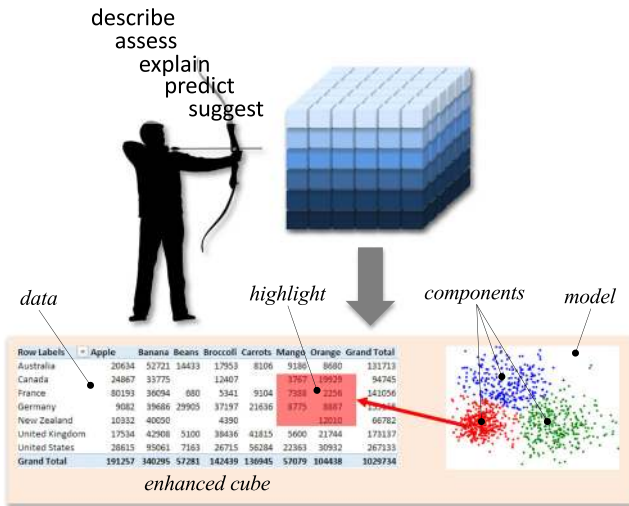 describe
assess
explain
predict
suggest
data
highlight
components
model
Row Labels Apple Banana Beans Broccoli Carrots Mango Orange Grand Total
Australia 20634 52721 14433 17953 8106 9186 8680 131713
Canada 24867 33775 12407 3767 19929 94745
France 80193 36094 680 5341 9104 7388 2256 141056
Germany 9082 39686 29905 37197 21636 8775 8887
New Zealand 10332 40050 4390 12010 66782
United Kingdom 17534 42908 5100 38436 41815 5600 21744 173137
United States 28615 95061 7163 26715 56284 22363 30932 267133
Grand Total 191257 340295 57281 142439 136945 57079 104438 1029734
enhanced cube